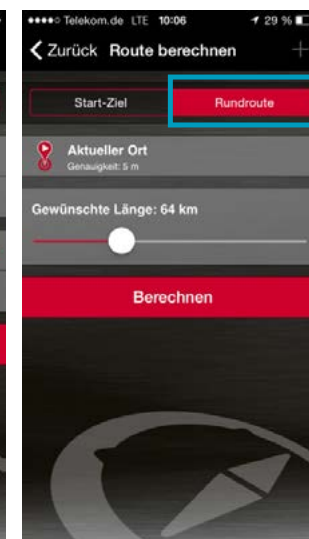 Telekom.de LTE 10:06 29 %
Zurück Route berechnen
Start-Ziel Rundroute
Aktueller Ort
Genauigkeit: 5 m
Gewünschte Länge: 64 km
Berechnen